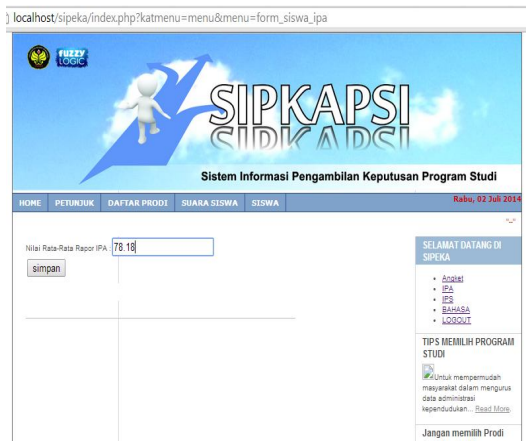 localhost/sipeka/index.php?katmenu=menu&menu=form_siswa_ipa
FUZZY
LOGIC
SIPKAPSI
Sistem Informasi Pengambilan Keputusan Program Studi
HOME PETUNJUK DAFTAR PRODI SUARA SISWA SISWA
Rabu, 02 Juli 2014
^_^
Nilai Rata-Rata Rapor IPA : 78.18
simpan
SELAMAT DATANG DI
SIPEKA
Angket
IPA
IPS
BAHASA
LOGOUT
TIPS MEMILIH PROGRAM
STUDI
Untuk mempermudah
masyarakat dalam mengurus
data administrasi
kependudukan... Read More.
Jangan memilih Prodi